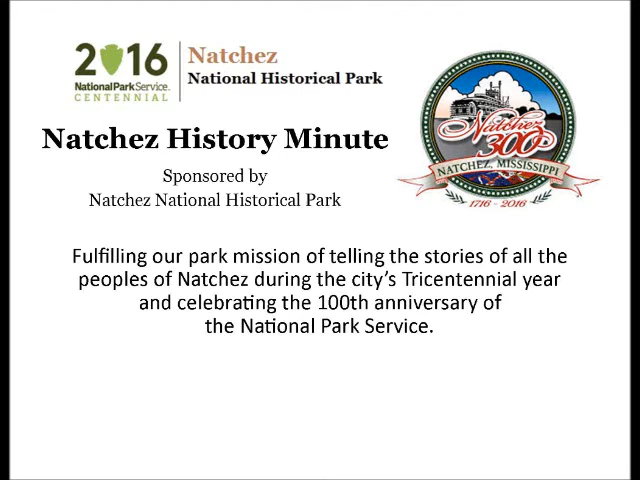 2016
National Park Service
CENTENNIAL
Natchez
National Historical Park
Natchez History Minute
Sponsored by
Natchez National Historical Park
Natchez
300
NATCHEZ, MISSISSIPPI
1716 - 2016
Fulfilling our park mission of telling the stories of all the
peoples of Natchez during the city's Tricentennial year
and celebrating the 100th anniversary of
the National Park Service.